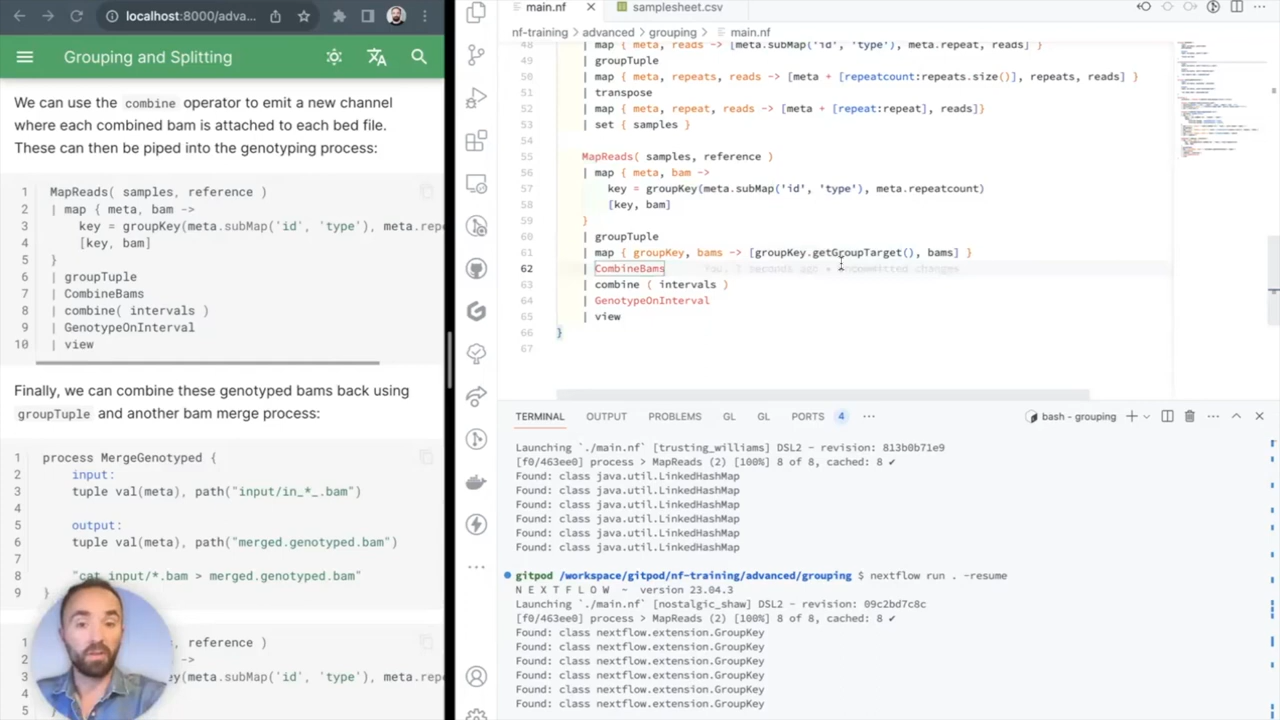 localhost:8000/adva...
Grouping and Splitting
We can use the combine operator to emit a new channel
where each combined bam is attached to each bed file.
These can then be piped into the genotyping process:
1 MapReads( samples, reference )
2 | map { meta, bam ->
3 key = groupKey(meta.subMap('id', 'type'), meta.repe
4 [key, bam]
5 }
6 | groupTuple
7 | CombineBams
8 | combine( intervals )
9 | GenotypeOnInterval
10 | view
Finally, we can combine these genotyped bams back using
groupTuple and another bam merge process:
1 process MergeGenotyped {
2 input:
3 tuple val(meta), path("input/in_*_.bam")
4
5 output:
6 tuple val(meta), path("merged.genotyped.bam")
7
8 "cat input/*.bam > merged.genotyped.bam"
, reference )
->
y(meta.subMap('id', 'type'), meta.repe
main.nf
samplesheet.csv
nf-training > advanced > grouping > main.nf
48 | map { meta, reads -> [meta.subMap('id', 'type'), meta.repeat, reads] }
49 | groupTuple
50 | map { meta, repeats, reads -> [meta + [repeatcount:repeats.size()], repeats, reads] }
51 | transpose
52 | map { meta, repeat, reads -> [meta + [repeat:repeat], reads]}
53 | set { samples }
54
55 MapReads( samples, reference )
56 | map { meta, bam ->
57 key = groupKey(meta.subMap('id', 'type'), meta.repeatcount)
58 [key, bam]
59 }
60 | groupTuple
61 | map { groupKey, bams -> [groupKey.getGroupTarget(), bams] }
62 | CombineBams You, 7 seconds ago • Uncommitted changes
63 | combine ( intervals )
64 | GenotypeOnInterval
65 | view
66 }
67
TERMINAL OUTPUT PROBLEMS GL GL PORTS 4 ··· bash - grouping
Launching `./main.nf` [trusting_williams] DSL2 - revision: 813b0b71e9
[f0/463ee0] process > MapReads (2) [100%] 8 of 8, cached: 8 ✔
Found: class java.util.LinkedHashMap
Found: class java.util.LinkedHashMap
Found: class java.util.LinkedHashMap
Found: class java.util.LinkedHashMap
Found: class java.util.LinkedHashMap
Found: class java.util.LinkedHashMap
gitpod /workspace/gitpod/nf-training/advanced/grouping $ nextflow run . -resume
N E X T F L O W ~ version 23.04.3
Launching `./main.nf` [nostalgic_shaw] DSL2 - revision: 09c2bd7c8c
[f0/463ee0] process > MapReads (2) [100%] 8 of 8, cached: 8 ✔
Found: class nextflow.extension.GroupKey
Found: class nextflow.extension.GroupKey
Found: class nextflow.extension.GroupKey
Found: class nextflow.extension.GroupKey
Found: class nextflow.extension.GroupKey
Found: class nextflow.extension.GroupKey